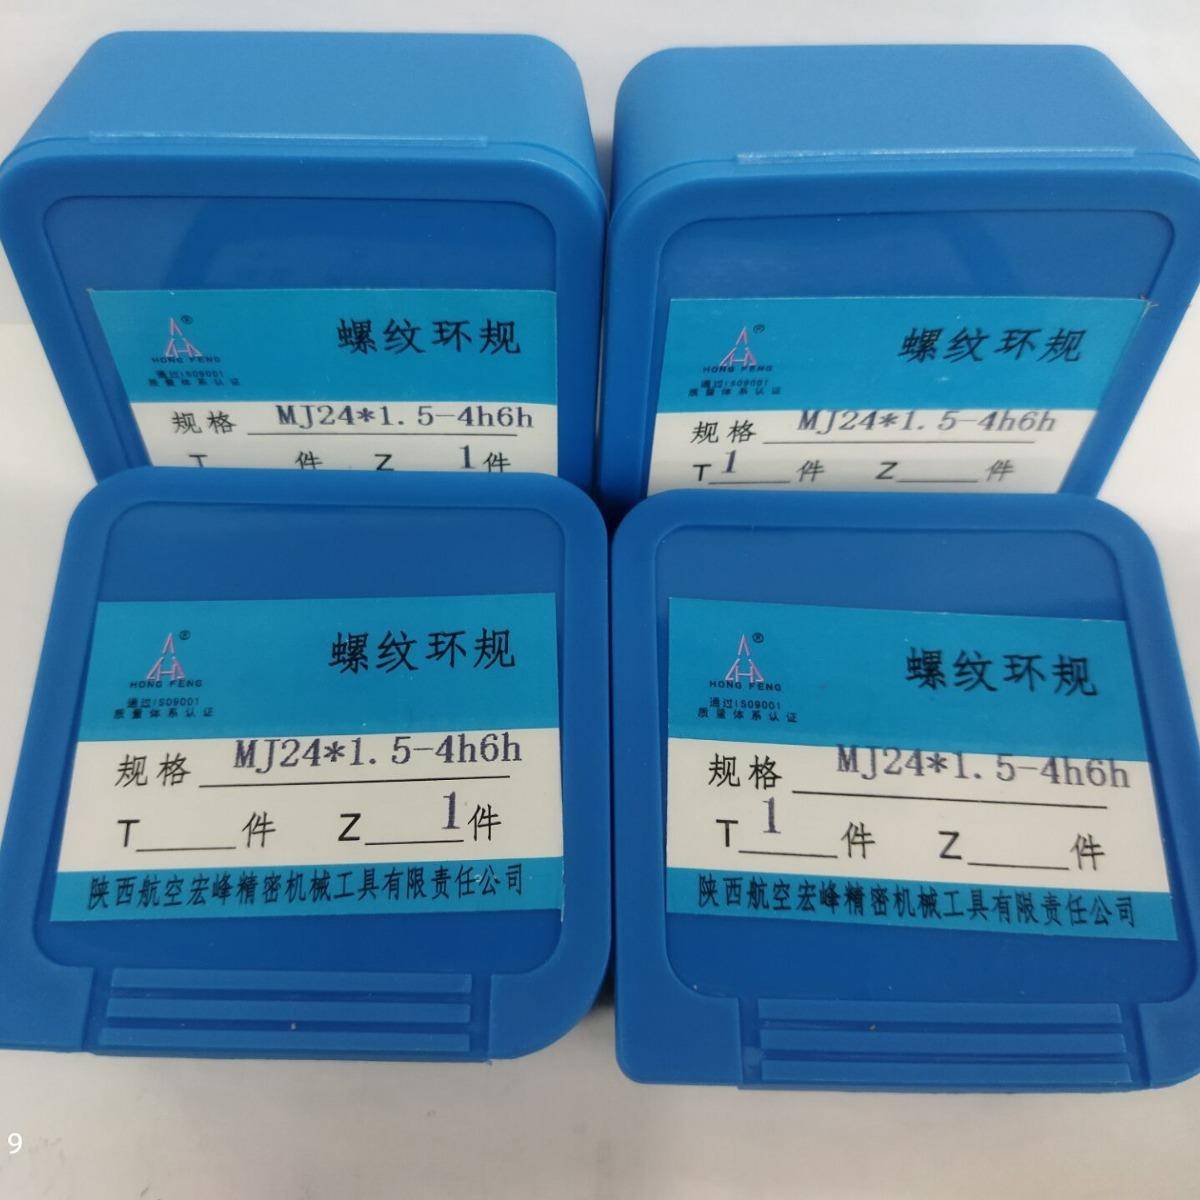 ®
HONG FENG
通过ISO9001
质量体系认证
螺纹环规
规格 MJ24*1.5-4h6h
T 件 Z 1件
®
HONG FENG
通过ISO9001
质量体系认证
螺纹环规
规格 MJ24*1.5-4h6h
T 1 件 Z 件
®
HONG FENG
通过ISO9001
质量体系认证
螺纹环规
规格 MJ24*1.5-4h6h
T 件 Z 1件
陕西航空宏峰精密机械工具有限责任公司
®
HONG FENG
通过ISO9001
质量体系认证
螺纹环规
规格 MJ24*1.5-4h6h
T 1 件 Z 件
陕西航空宏峰精密机械工具有限责任公司
9